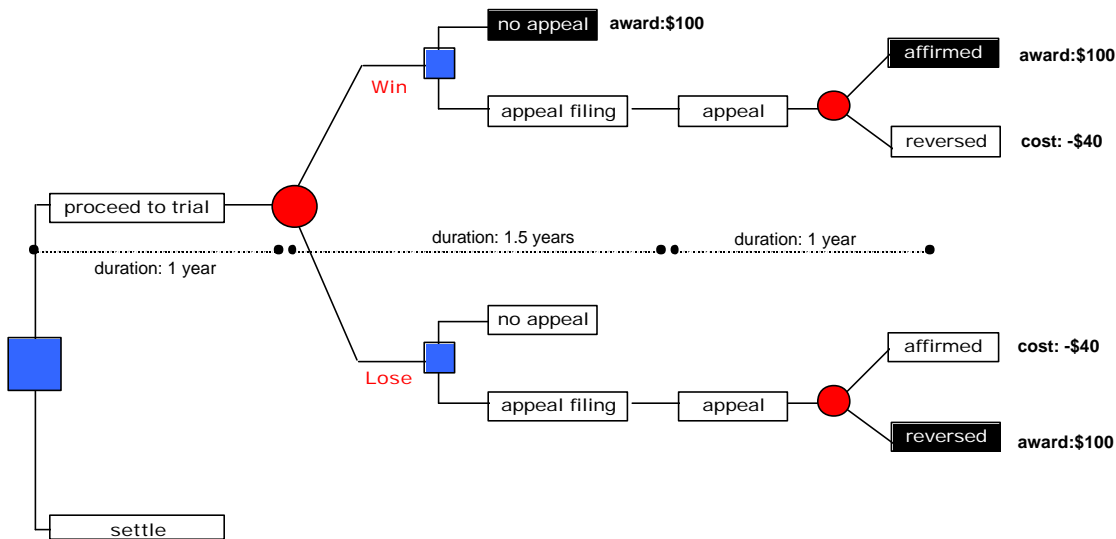 no appeal
award:$100
affirmed
award:$100
Win
appeal filing
appeal
reversed
cost: -$40
proceed to trial
duration: 1.5 years
duration: 1 year
duration: 1 year
no appeal
affirmed
cost: -$40
Lose
appeal filing
appeal
reversed
award:$100
settle